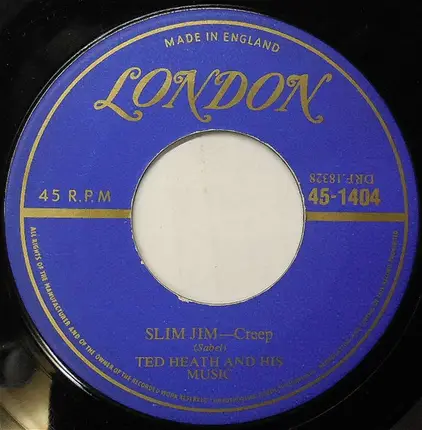 MADE IN ENGLAND
LONDON
DRF.18328
45 R.P.M
45-1404
SLIM JIM—Creep
(Sabel)
TED HEATH AND HIS
MUSIC
ALL RIGHTS OF THE MANUFACTURER AND OF THE OWNER OF THE RECORDED WORK RESERVED